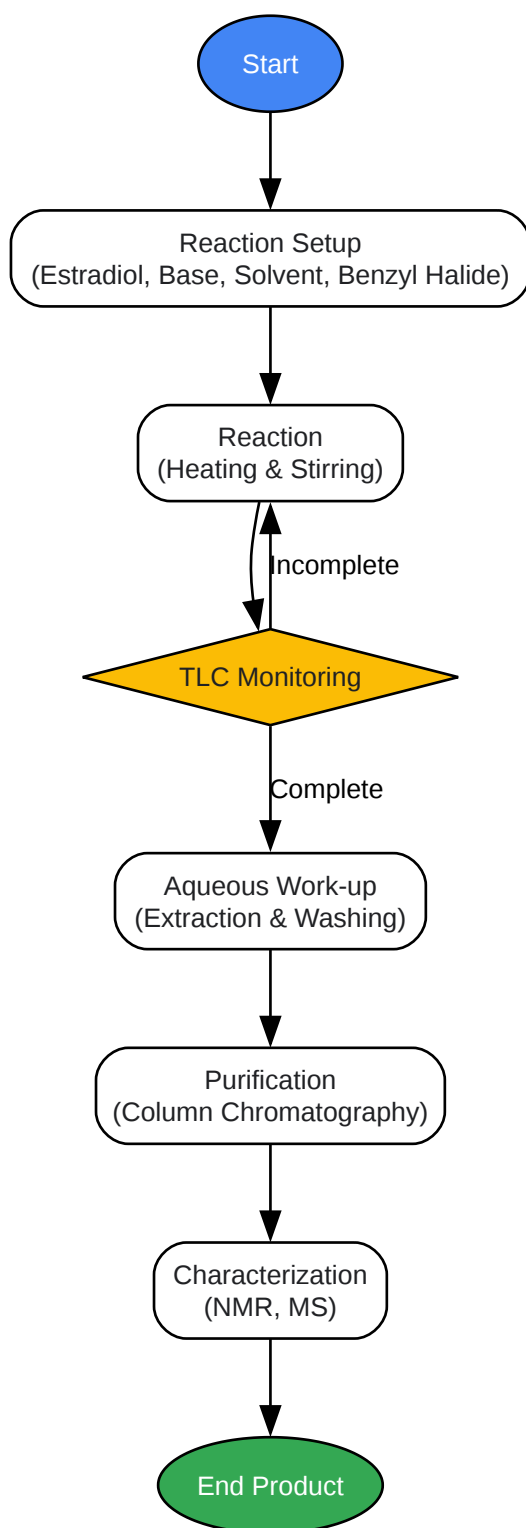 Start
Reaction Setup
(Estradiol, Base, Solvent, Benzyl Halide)
Reaction
(Heating & Stirring)
Incomplete
TLC Monitoring
Complete
Aqueous Work-up
(Extraction & Washing)
Purification
(Column Chromatography)
Characterization
(NMR, MS)
End Product